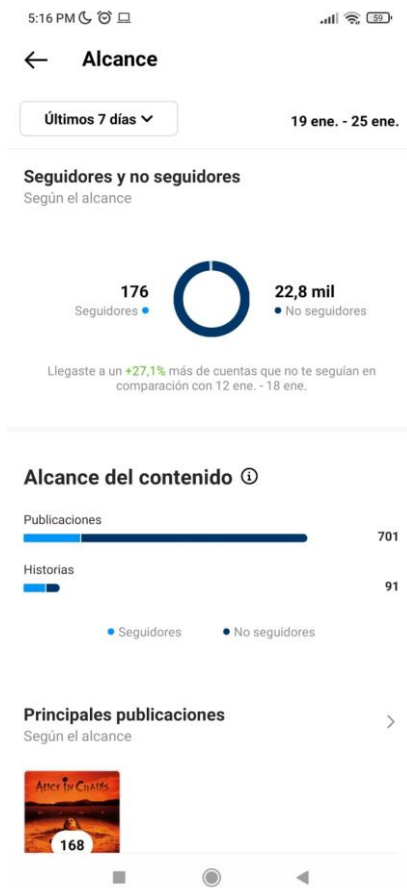 5:16 PM
59
Alcance
Últimos 7 días
19 ene. - 25 ene.
Seguidores y no seguidores
Según el alcance
176
Seguidores
22,8 mil
No seguidores
Llegaste a un +27,1% más de cuentas que no te seguían en
comparación con 12 ene. - 18 ene.
Alcance del contenido
Publicaciones
701
Historias
91
Seguidores
No seguidores
Principales publicaciones
Según el alcance
ALICE IN CHAINS
168